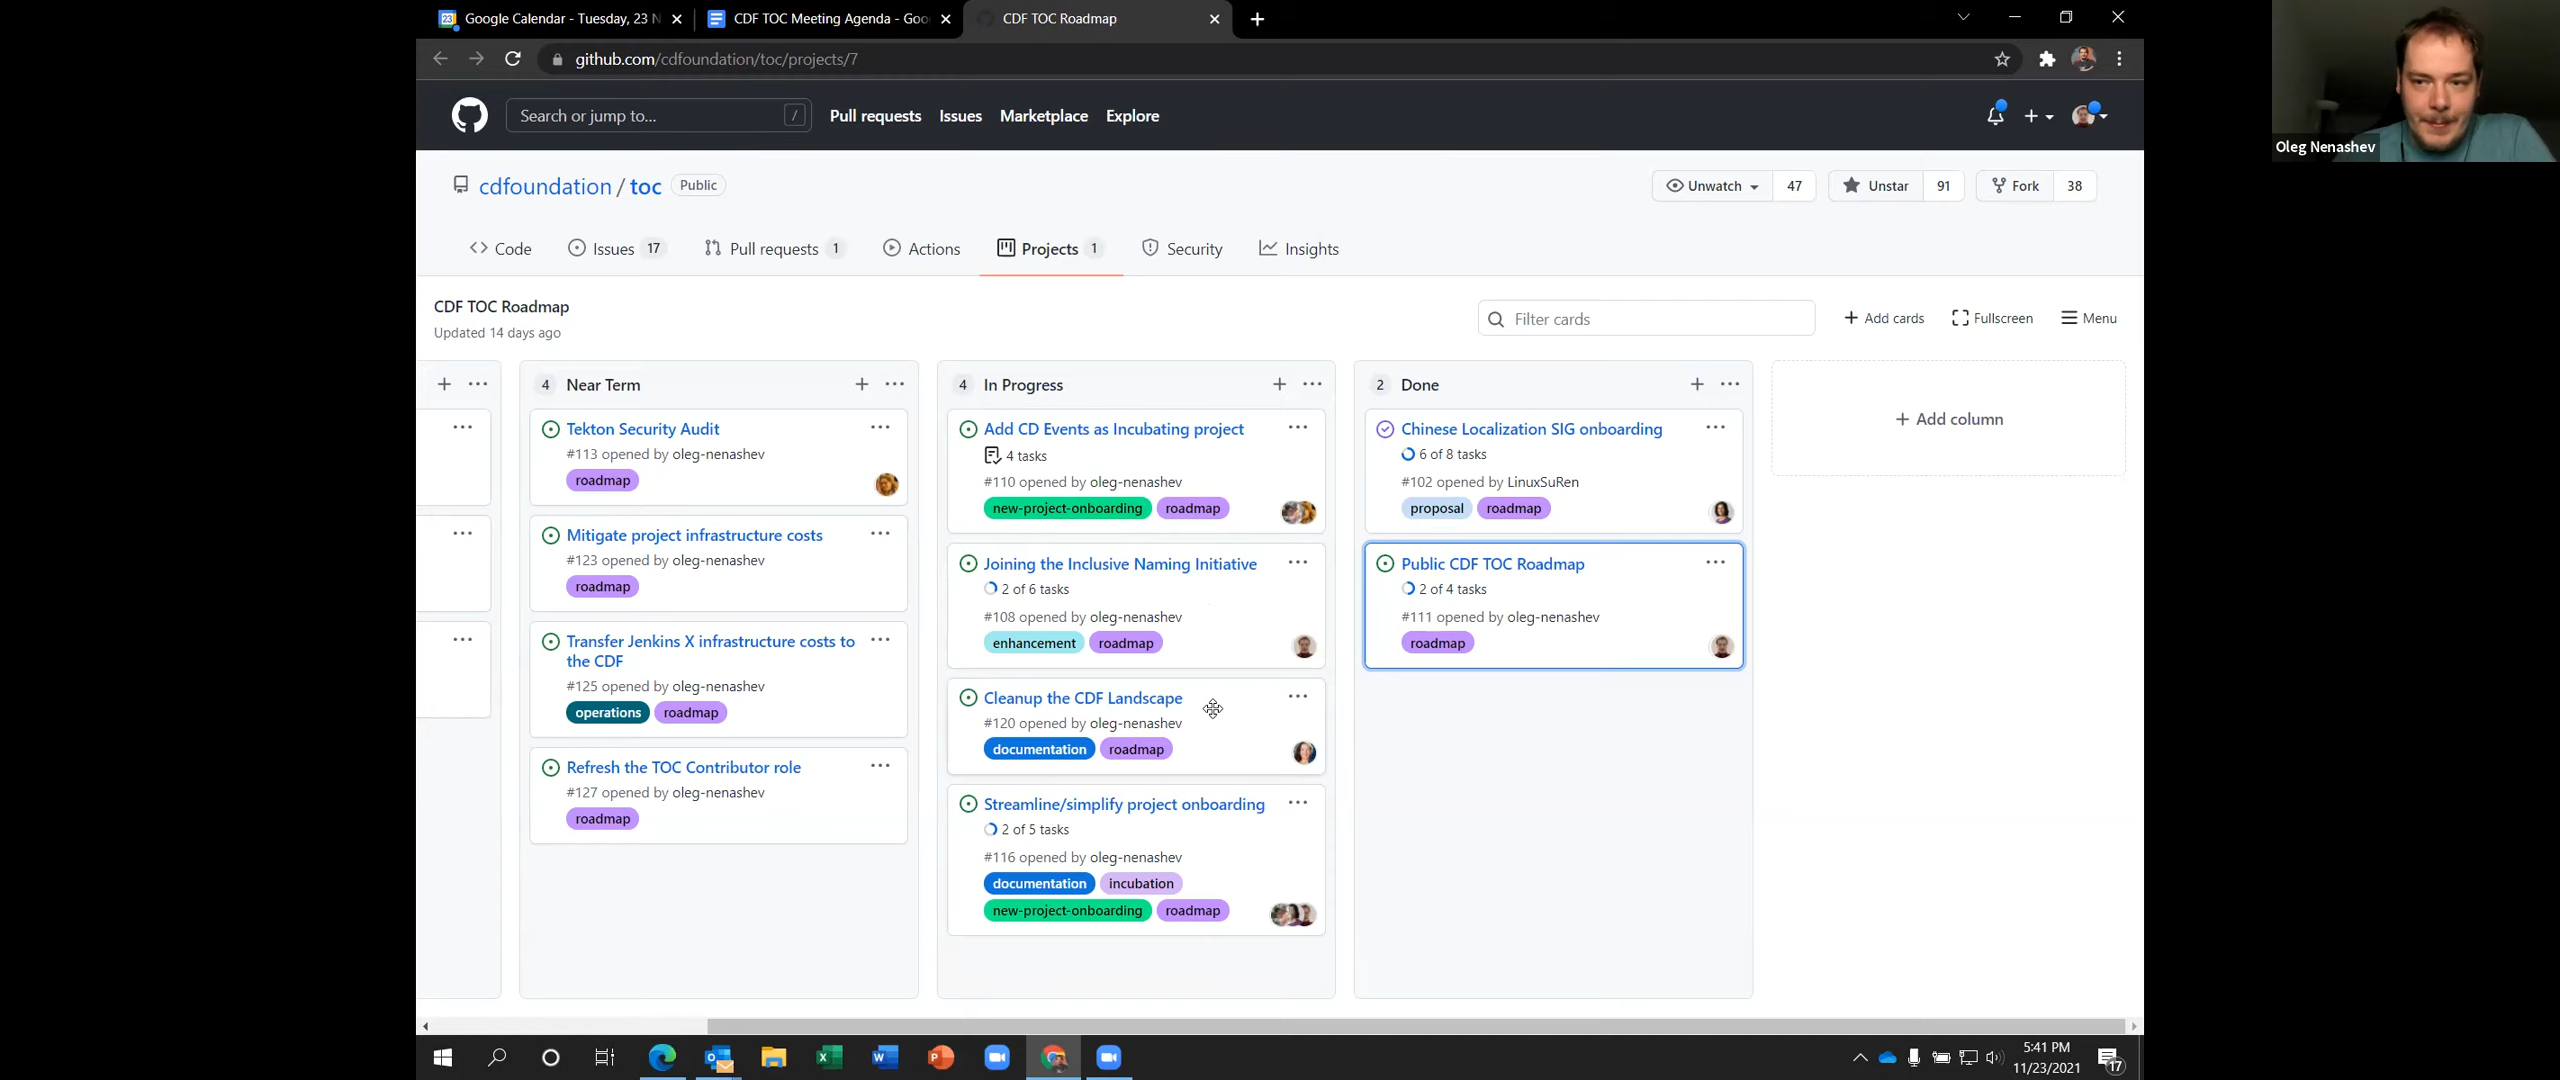 Google Calendar - Tuesday, 23 N
CDF TOC Meeting Agenda - Goo
CDF TOC Roadmap
github.com/cdfoundation/toc/projects/7
Search or jump to...
/
Pull requests
Issues
Marketplace
Explore
Oleg Nenashev
cdfoundation / toc
Public
Unwatch
47
Unstar
91
Fork
38
Code
Issues 17
Pull requests 1
Actions
Projects 1
Security
Insights
CDF TOC Roadmap
Updated 14 days ago
Filter cards
+ Add cards
Fullscreen
Menu
4 Near Term
Tekton Security Audit
#113 opened by oleg-nenashev
roadmap
Mitigate project infrastructure costs
#123 opened by oleg-nenashev
roadmap
Transfer Jenkins X infrastructure costs to
the CDF
#125 opened by oleg-nenashev
operations roadmap
Refresh the TOC Contributor role
#127 opened by oleg-nenashev
roadmap
4 In Progress
Add CD Events as Incubating project
4 tasks
#110 opened by oleg-nenashev
new-project-onboarding roadmap
Joining the Inclusive Naming Initiative
2 of 6 tasks
#108 opened by oleg-nenashev
enhancement roadmap
Cleanup the CDF Landscape
#120 opened by oleg-nenashev
documentation roadmap
Streamline/simplify project onboarding
2 of 5 tasks
#116 opened by oleg-nenashev
documentation incubation
new-project-onboarding roadmap
2 Done
Chinese Localization SIG onboarding
6 of 8 tasks
#102 opened by LinuxSuRen
proposal roadmap
Public CDF TOC Roadmap
2 of 4 tasks
#111 opened by oleg-nenashev
roadmap
+ Add column
5:41 PM
11/23/2021
17